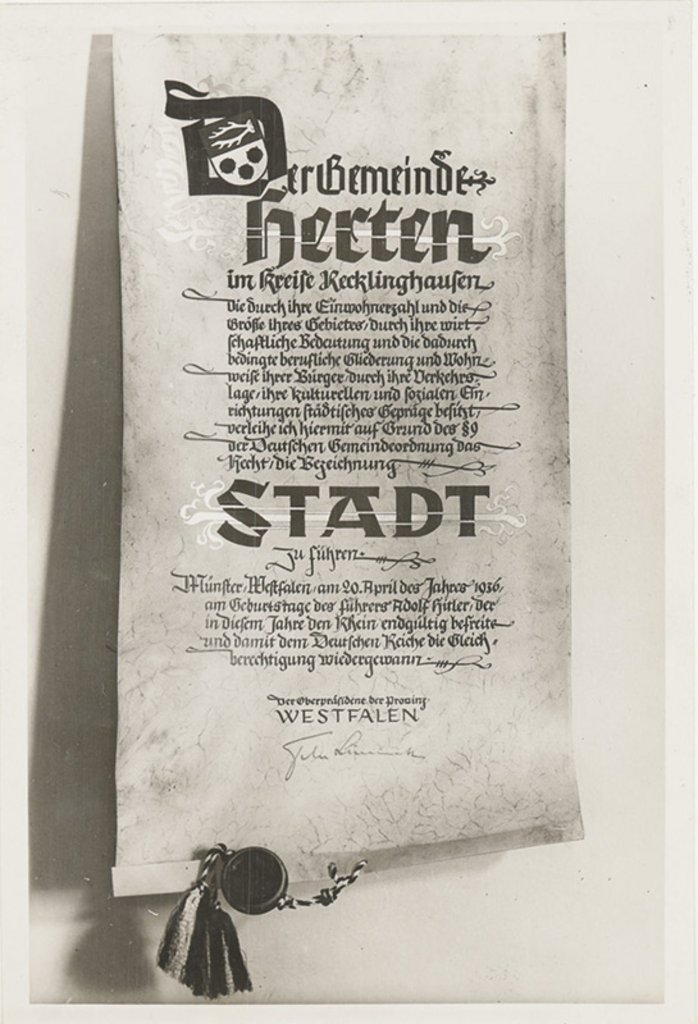 Der Gemeinde
Herten
im Kreise Recklinghausen
die durch ihre Einwohnerzahl und die
Größe ihres Gebietes, durch ihre wirt-
schaftliche Bedeutung und die dadurch
bedingte berufliche Gliederung und Wohn-
weise ihrer Bürger, durch ihre Verkehrs-
lage, ihre kulturellen und sozialen Ein-
richtungen städtisches Gepräge besitzt,
verleihe ich hiermit auf Grund des §9
der Deutschen Gemeindeordnung das
Recht, die Bezeichnung
STADT
zu führen.
Münster, Westfalen, am 20. April des Jahres 1936,
am Geburtstage des Führers Adolf Hitler, der
in diesem Jahre den Rhein endgültig befreite
und damit dem Deutschen Reiche die Gleich-
berechtigung wiedergewann.
Der Oberpräsident der Provinz
WESTFALEN